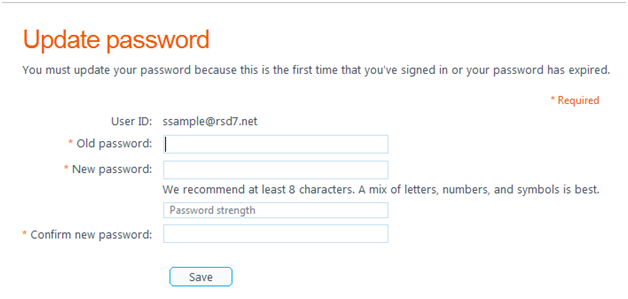 Update password
You must update your password because this is the first time that you've signed in or your password has expired.
* Required
User ID: ssample@rsd7.net
* Old password:
* New password:
We recommend at least 8 characters. A mix of letters, numbers, and symbols is best.
Password strength
* Confirm new password:
Save